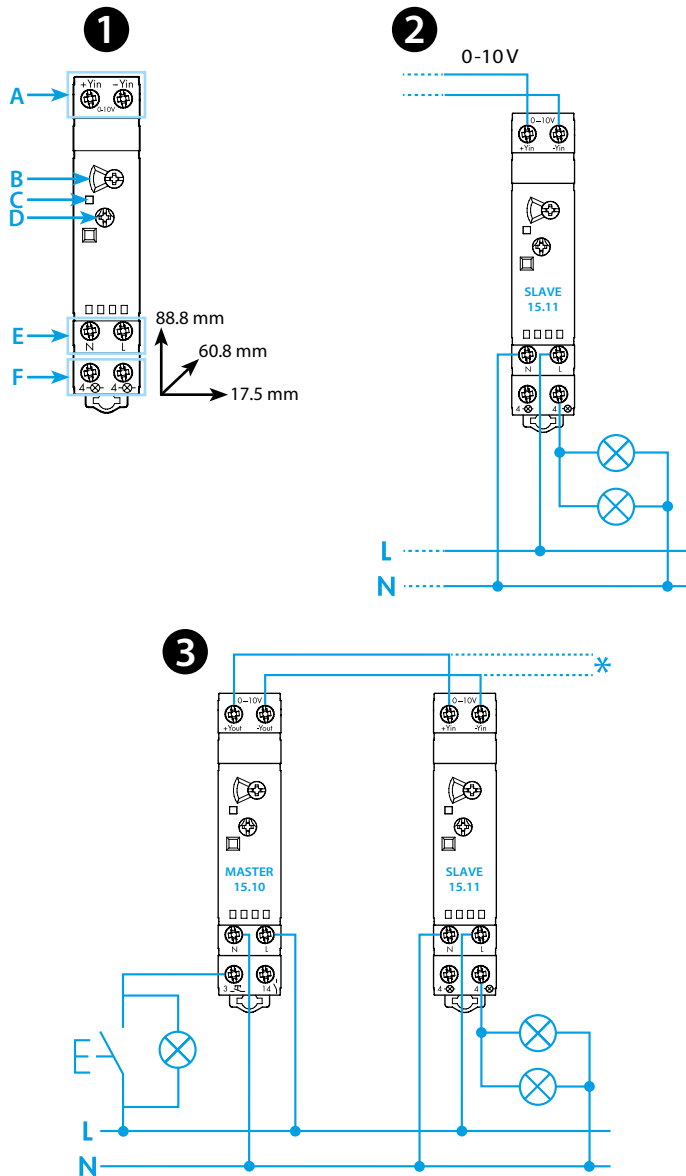 1
A
+Yin –Yin
0-10V
B
C
D
E
N L
F
4 4
88.8 mm
60.8 mm
17.5 mm
2
0-10 V
0–10V
+Yin -Yin
SLAVE
15.11
N L
4 4
L
N
3
*
0–10V
+Yout -Yout
MASTER
15.10
N L
3 14
0–10V
+Yin -Yin
SLAVE
15.11
N L
4 4
L
N